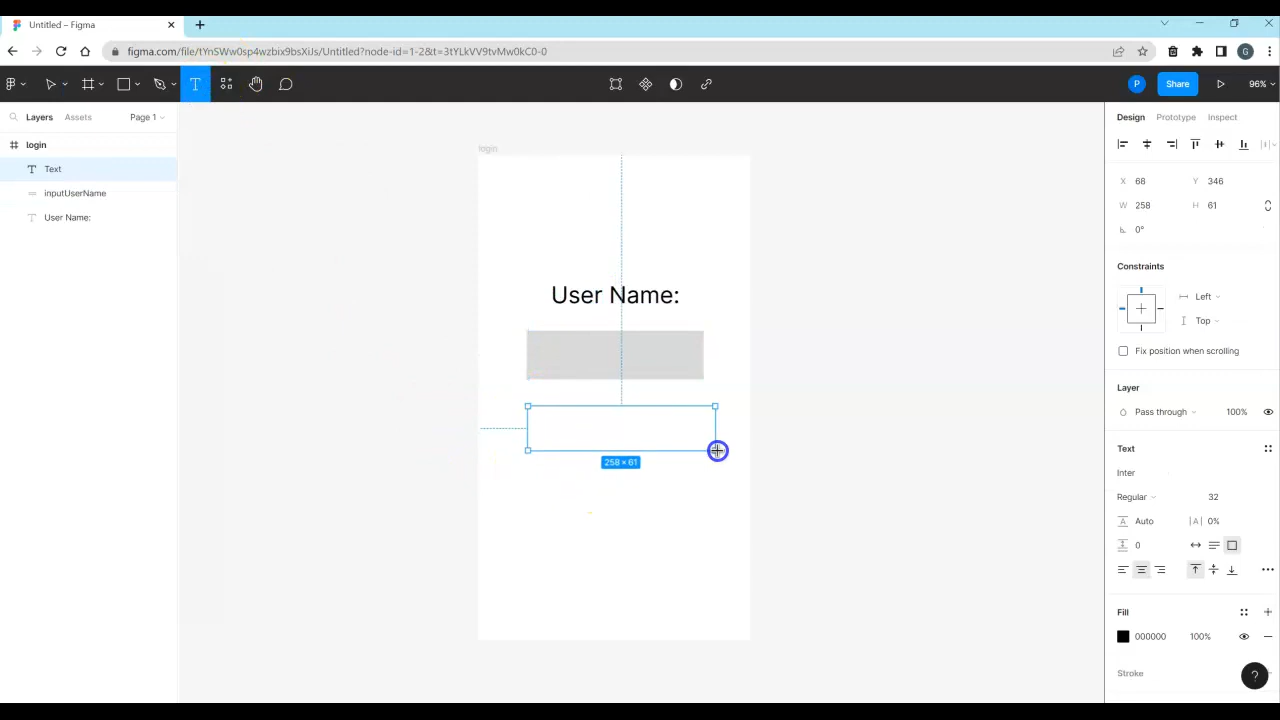 Untitled – Figma
figma.com/file/tYnSWw0sp4wzbix9bsXiJs/Untitled?node-id=1-2&t=3tYLkVV9tvMw0kC0-0
G
T
P
Share
96%
Layers
Assets
Page 1
login
Text
inputUserName
User Name:
login
User Name:
258 × 61
Design
Prototype
Inspect
X 68
Y 346
W 258
H 61
0°
Constraints
Left
Top
Fix position when scrolling
Layer
Pass through
100%
Text
Inter
Regular
32
Auto
0%
0
Fill
000000
100%
Stroke
?